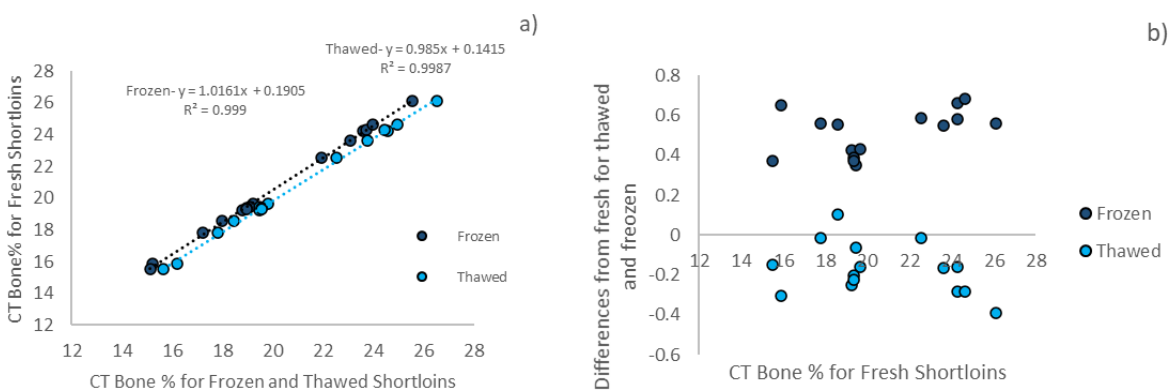 a)
Thawed- y = 0.985x + 0.1415
R² = 0.9987
Frozen- y = 1.0161x + 0.1905
R² = 0.999
28
26
24
22
20
18
16
14
12
12 14 16 18 20 22 24 26 28
CT Bone% for Fresh Shortloins
CT Bone % for Frozen and Thawed Shortloins
Frozen
Thawed
b)
0.8
0.6
0.4
0.2
0
-0.2
-0.4
-0.6
12 14 16 18 20 22 24 26 28
Differences from fresh for thawed
and freozen
CT Bone % for Fresh Shortloins
Frozen
Thawed